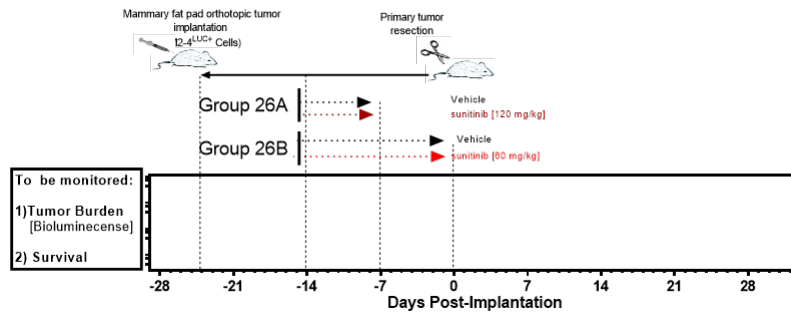 Mammary fat pad orthotopic tumor
implantation
12-4LUC+ Cells)
Primary tumor
resection
Group 26A
Vehicle
sunitinib [120 mg/kg]
Group 26B
Vehicle
sunitinib [60 mg/kg]
To be monitored:
1)Tumor Burden
[Bioluminecense]
2) Survival
-28 -21 -14 -7 0 7 14 21 28
Days Post-Implantation